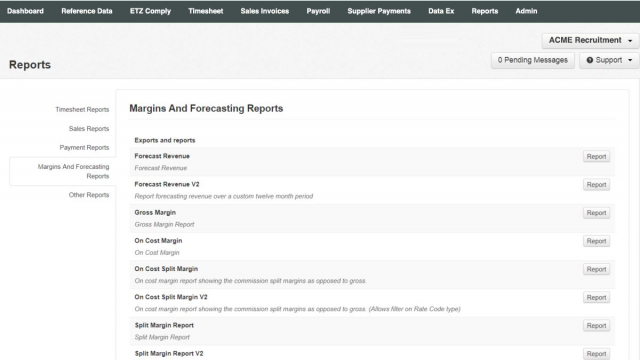 Dashboard Reference Data ETZ Comply Timesheet Sales Invoices Payroll Supplier Payments Data Ex Reports Admin
ACME Recruitment
Reports
0 Pending Messages Support
Timesheet Reports
Sales Reports
Payment Reports
Margins And Forecasting
Reports
Other Reports
Margins And Forecasting Reports
Exports and reports
Forecast Revenue Report
Forecast Revenue
Forecast Revenue V2 Report
Report forecasting revenue over a custom twelve month period
Gross Margin Report
Gross Margin Report
On Cost Margin Report
On Cost Margin
On Cost Split Margin Report
On cost margin report showing the commission split margins as opposed to gross.
On Cost Split Margin V2 Report
On cost margin report showing the commission split margins as opposed to gross. (Allows filter on Rate Code type)
Split Margin Report Report
Split Margin Report
Split Margin Report V2 Report